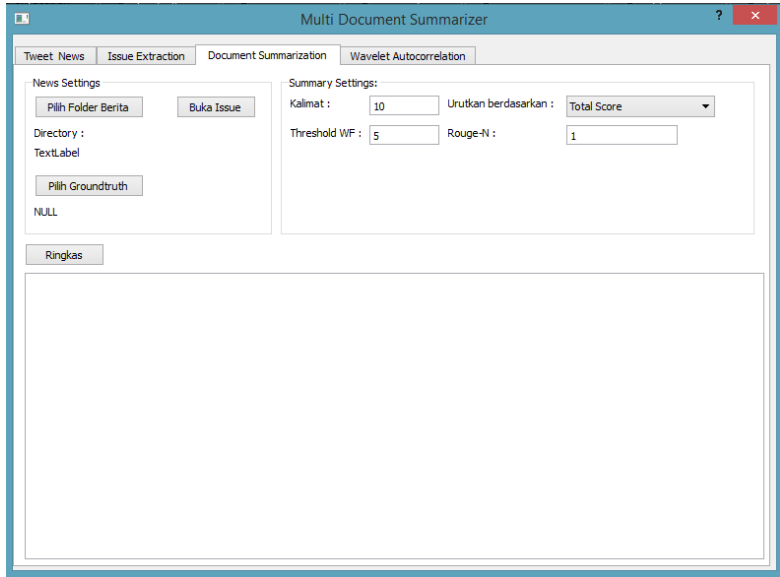 Multi Document Summarizer
?
Tweet News
Issue Extraction
Document Summarization
Wavelet Autocorrelation
News Settings
Pilih Folder Berita
Buka Issue
Directory :
TextLabel
Pilih Groundtruth
NULL
Summary Settings:
Kalimat :
10
Urutkan berdasarkan :
Total Score
Threshold WF :
5
Rouge-N :
1
Ringkas